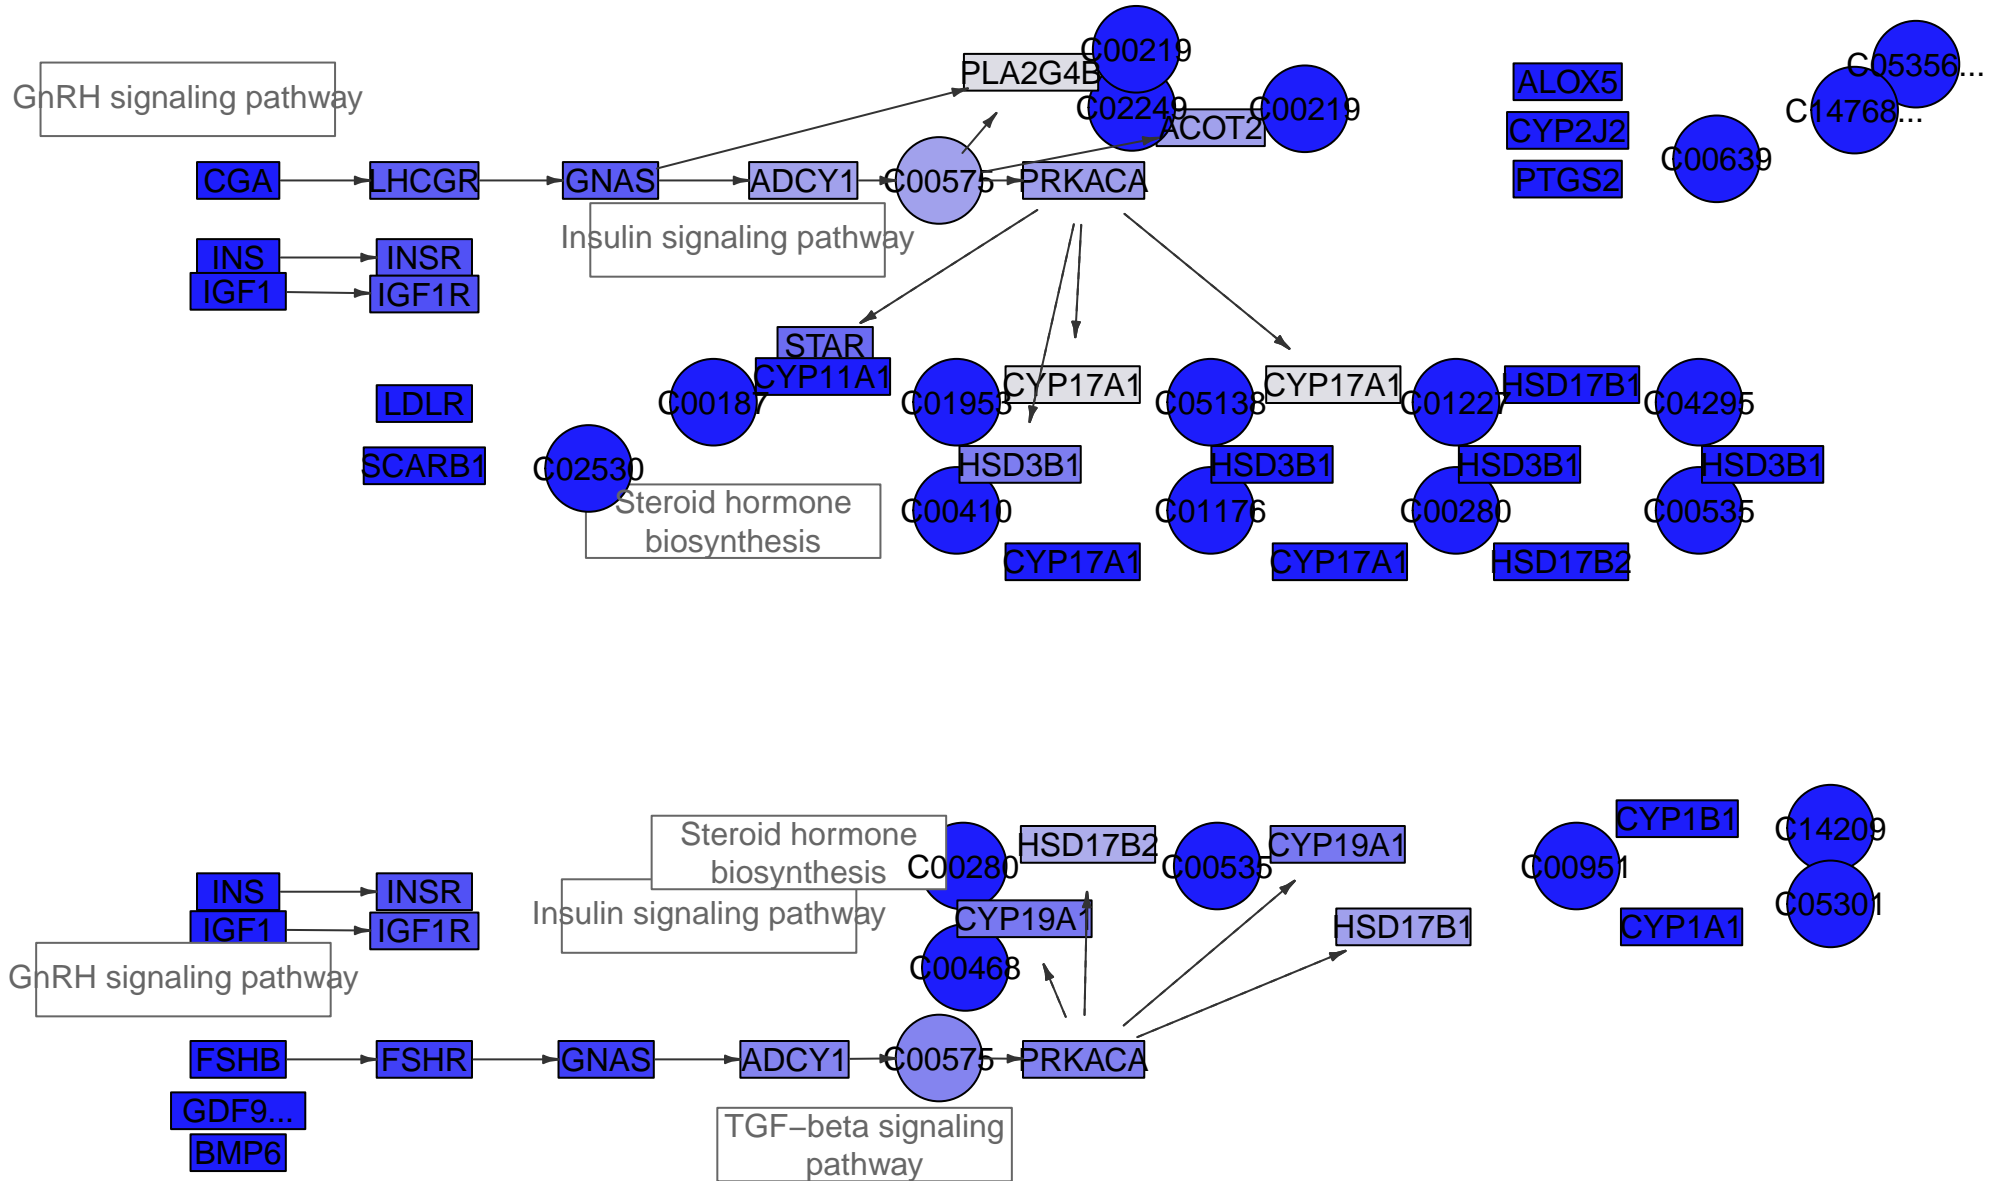 C00219
PLA2G4B
C05356...
GnRH signaling pathway
ALOX5
C02249
ACOT2
C00219
C14768...
CYP2J2
C00639
CGA
LHCGR
GNAS
ADCY1
C00575
PRKACA
PTGS2
Insulin signaling pathway
INS
INSR
IGF1
IGF1R
STAR
CYP11A1
CYP17A1
CYP17A1
HSD17B1
LDLR
C00187
C01953
C05138
C01227
C04295
SCARB1
C02530
HSD3B1
HSD3B1
HSD3B1
HSD3B1
Steroid hormone
biosynthesis
C00410
C01176
C00280
C00535
CYP17A1
CYP17A1
HSD17B2
Steroid hormone
biosynthesis
C00280
HSD17B2
C00535
CYP19A1
C00951
CYP1B1
C14209
INS
INSR
Insulin signaling pathway
CYP19A1
HSD17B1
CYP1A1
C05301
IGF1
IGF1R
GnRH signaling pathway
C00468
FSHB
FSHR
GNAS
ADCY1
C00575
PRKACA
GDF9...
BMP6
TGF−beta signaling
pathway